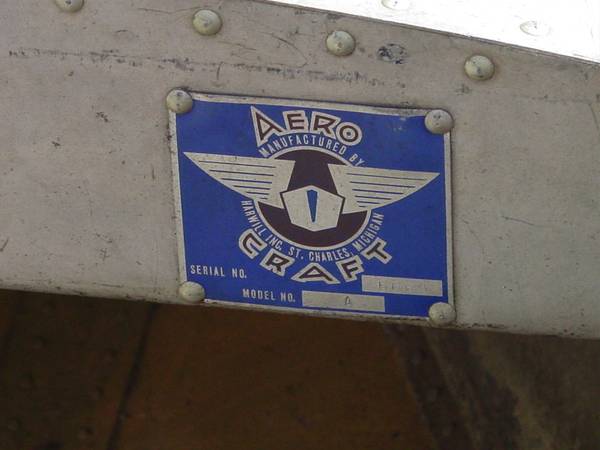 AERO
MANUFACTURED BY
HARWILL INC. ST. CHARLES, MICHIGAN
CRAFT
SERIAL NO.
MODEL NO. A